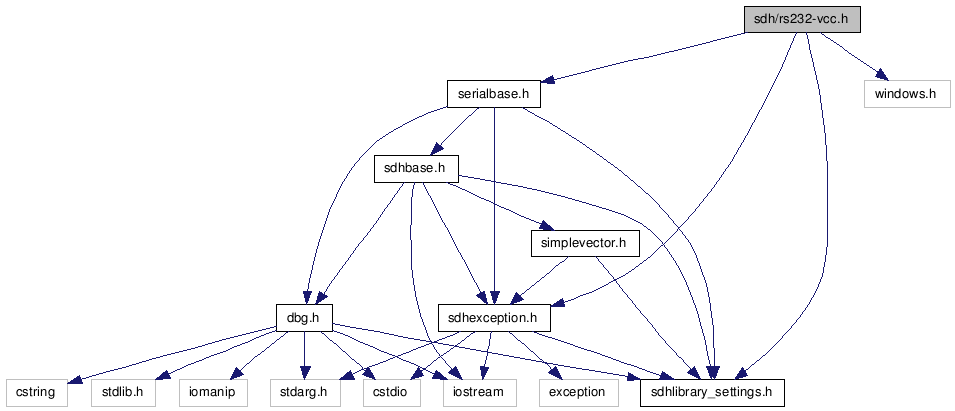 sdh/rs232-vcc.h
serialbase.h
windows.h
sdhbase.h
simplevector.h
dbg.h
sdhexception.h
cstring
stdlib.h
iomanip
stdarg.h
cstdio
iostream
exception
sdhlibrary_settings.h